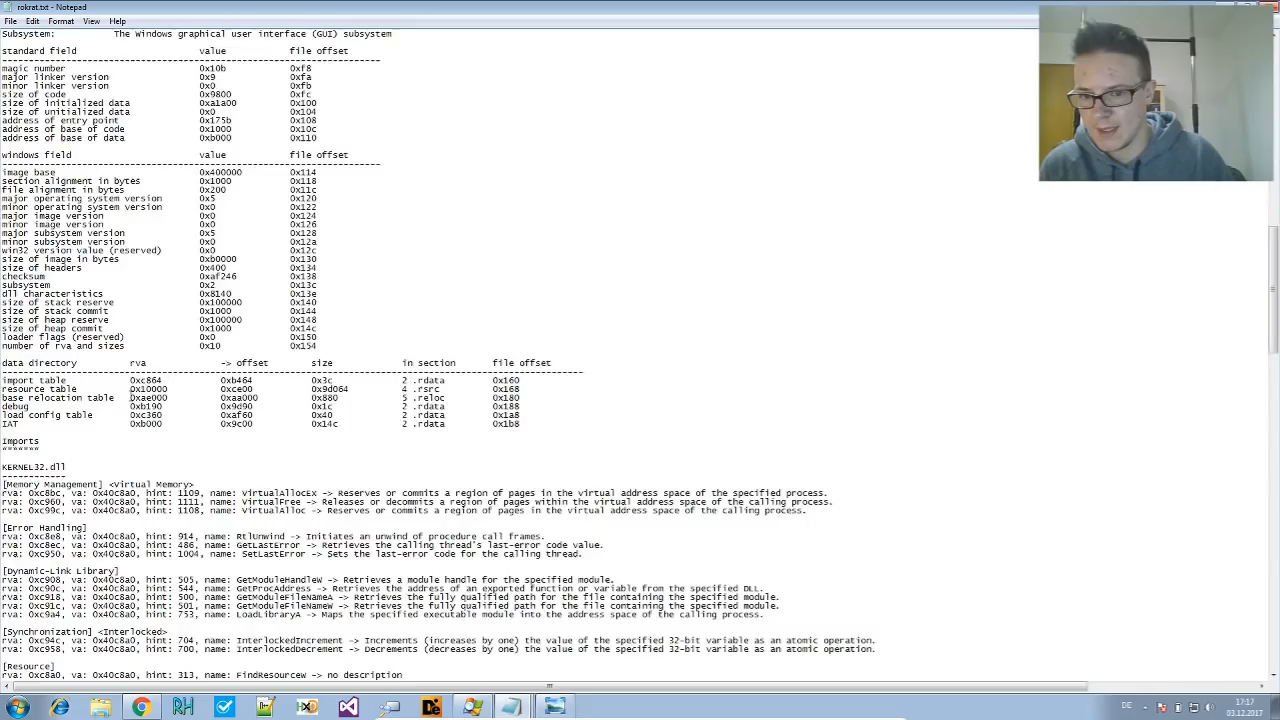 rokrat.txt - Notepad
File Edit Format View Help
Subsystem: The Windows graphical user interface (GUI) subsystem
standard field value file offset
magic number 0x10b 0xf8
major linker version 0x9 0xfa
minor linker version 0x0 0xfb
size of code 0x9800 0xfc
size of initialized data 0xa1a00 0x100
size of unitialized data 0x0 0x104
address of entry point 0x175b 0x108
address of base of code 0x1000 0x10c
address of base of data 0xb000 0x110
windows field value file offset
image base 0x400000 0x114
section alignment in bytes 0x1000 0x118
file alignment in bytes 0x200 0x11c
major operating system version 0x5 0x120
minor operating system version 0x0 0x122
major image version 0x0 0x124
minor image version 0x0 0x126
major subsystem version 0x5 0x128
minor subsystem version 0x0 0x12a
win32 version value (reserved) 0x0 0x12c
size of image in bytes 0xb0000 0x130
size of headers 0x400 0x134
checksum 0xaf246 0x138
subsystem 0x2 0x13c
dll characteristics 0x8140 0x13e
size of stack reserve 0x100000 0x140
size of stack commit 0x1000 0x144
size of heap reserve 0x100000 0x148
size of heap commit 0x1000 0x14c
loader flags (reserved) 0x0 0x150
number of rva and sizes 0x10 0x154
data directory rva -> offset size in section file offset
import table 0xc864 0xb464 0x3c 2 .rdata 0x160
resource table 0x10000 0xce00 0x9d064 4 .rsrc 0x168
base relocation table 0xae000 0xaa000 0x880 5 .reloc 0x180
debug 0xb190 0x9d90 0x1c 2 .rdata 0x188
load config table 0xc360 0xaf60 0x40 2 .rdata 0x1a8
IAT 0xb000 0x9c00 0x14c 2 .rdata 0x1b8
Imports
*******
KERNEL32.dll
[Memory Management] <Virtual Memory>
rva: 0xc8bc, va: 0x40c8a0, hint: 1109, name: VirtualAllocEx -> Reserves or commits a region of pages in the virtual address space of the specified process.
rva: 0xc960, va: 0x40c8a0, hint: 1111, name: VirtualFree -> Releases or decommits a region of pages within the virtual address space of the calling process.
rva: 0xc99c, va: 0x40c8a0, hint: 1108, name: VirtualAlloc -> Reserves or commits a region of pages in the virtual address space of the calling process.
[Error Handling]
rva: 0xc8e8, va: 0x40c8a0, hint: 914, name: RtlUnwind -> Initiates an unwind of procedure call frames.
rva: 0xc8ec, va: 0x40c8a0, hint: 486, name: GetLastError -> Retrieves the calling thread's last-error code value.
rva: 0xc950, va: 0x40c8a0, hint: 1004, name: SetLastError -> Sets the last-error code for the calling thread.
[Dynamic-Link Library]
rva: 0xc908, va: 0x40c8a0, hint: 505, name: GetModuleHandleW -> Retrieves a module handle for the specified module.
rva: 0xc90c, va: 0x40c8a0, hint: 544, name: GetProcAddress -> Retrieves the address of an exported function or variable from the specified DLL.
rva: 0xc918, va: 0x40c8a0, hint: 500, name: GetModuleFileNameA -> Retrieves the fully qualified path for the file containing the specified module.
rva: 0xc91c, va: 0x40c8a0, hint: 501, name: GetModuleFileNameW -> Retrieves the fully qualified path for the file containing the specified module.
rva: 0xc9a4, va: 0x40c8a0, hint: 753, name: LoadLibraryA -> Maps the specified executable module into the address space of the calling process.
[Synchronization] <Interlocked>
rva: 0xc94c, va: 0x40c8a0, hint: 704, name: InterlockedIncrement -> Increments (increases by one) the value of the specified 32-bit variable as an atomic operation.
rva: 0xc958, va: 0x40c8a0, hint: 700, name: InterlockedDecrement -> Decrements (decreases by one) the value of the specified 32-bit variable as an atomic operation.
[Resource]
rva: 0xc8a0, va: 0x40c8a0, hint: 313, name: FindResourceW -> no description
RH
HXD
De
DE
17:17
03.12.2017